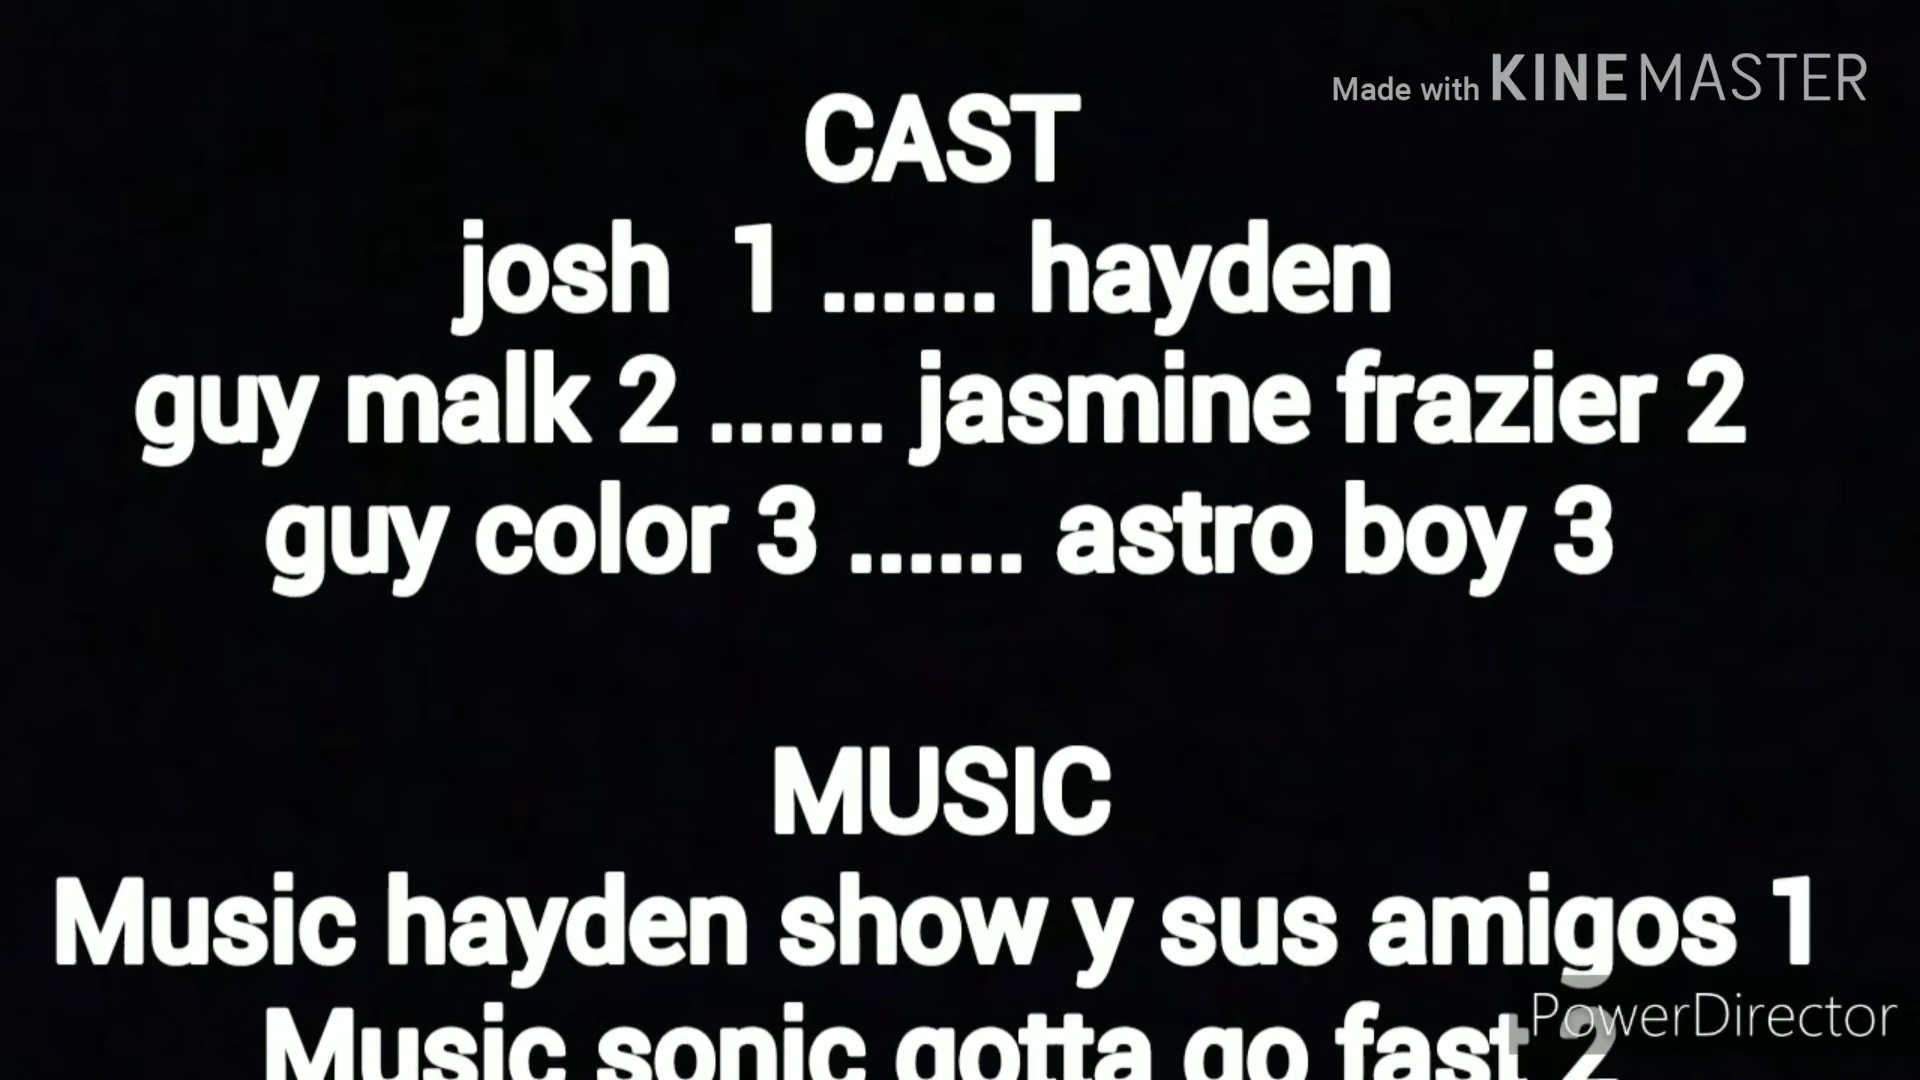 Made with KINEMASTER
CAST
josh 1 ...... hayden
guy malk 2 ...... jasmine frazier 2
guy color 3 ...... astro boy 3
MUSIC
Music hayden show y sus amigos 1
Music sonic gotta go fast 2
PowerDirector